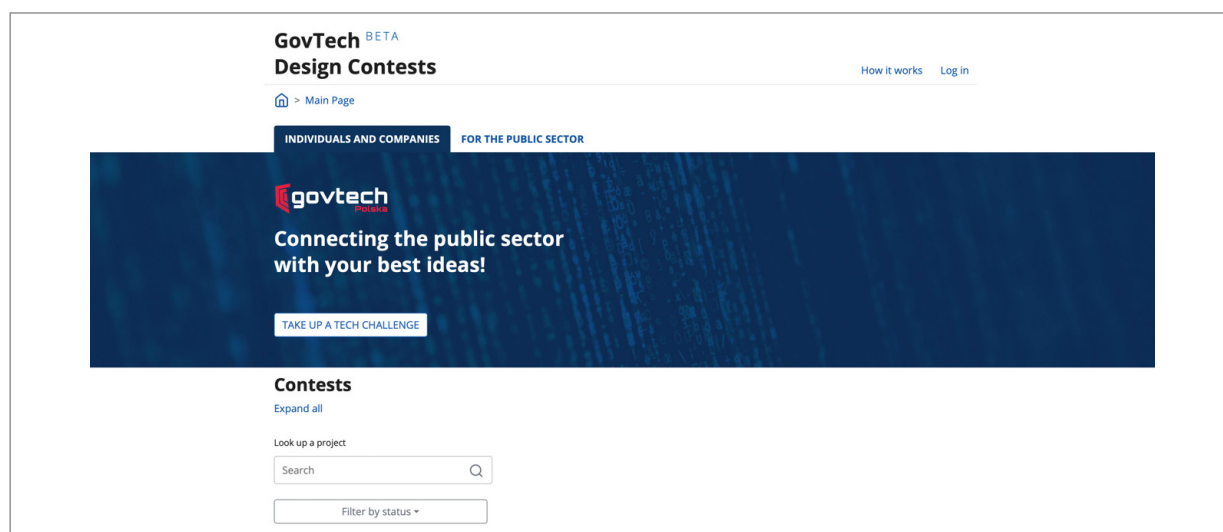 GovTech BETA
Design Contests
How it works Log in
> Main Page
INDIVIDUALS AND COMPANIES FOR THE PUBLIC SECTOR
govtech
Polska
Connecting the public sector
with your best ideas!
TAKE UP A TECH CHALLENGE
Contests
Expand all
Look up a project
Search
Filter by status